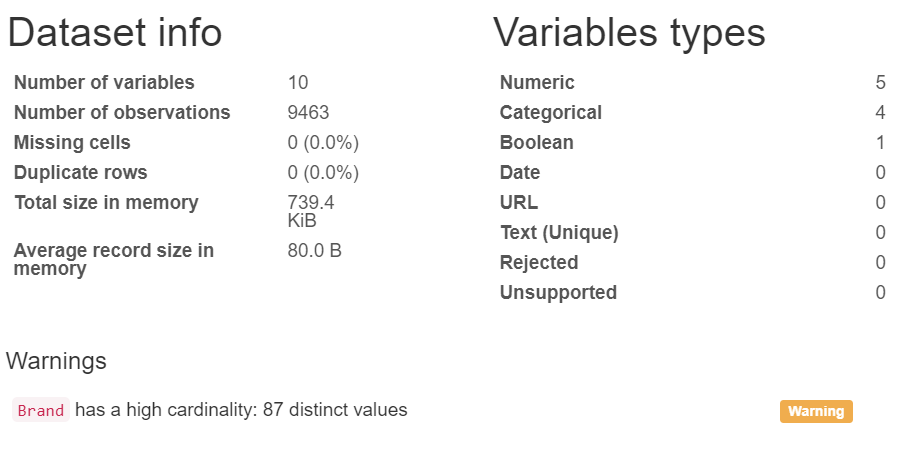 Dataset info
Number of variables 10
Number of observations 9463
Missing cells 0 (0.0%)
Duplicate rows 0 (0.0%)
Total size in memory 739.4
KiB
Average record size in 80.0 B
memory
Variables types
Numeric 5
Categorical 4
Boolean 1
Date 0
URL 0
Text (Unique) 0
Rejected 0
Unsupported 0
Warnings
Brand has a high cardinality: 87 distinct values Warning